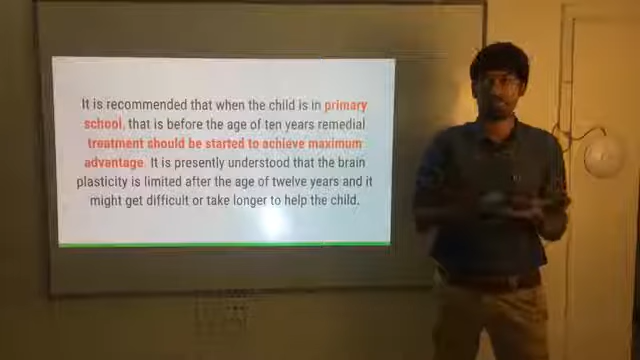 It is recommended that when the child is in primary
school, that is before the age of ten years remedial
treatment should be started to achieve maximum
advantage. It is presently understood that the brain
plasticity is limited after the age of twelve years and it
might get difficult or take longer to help the child.